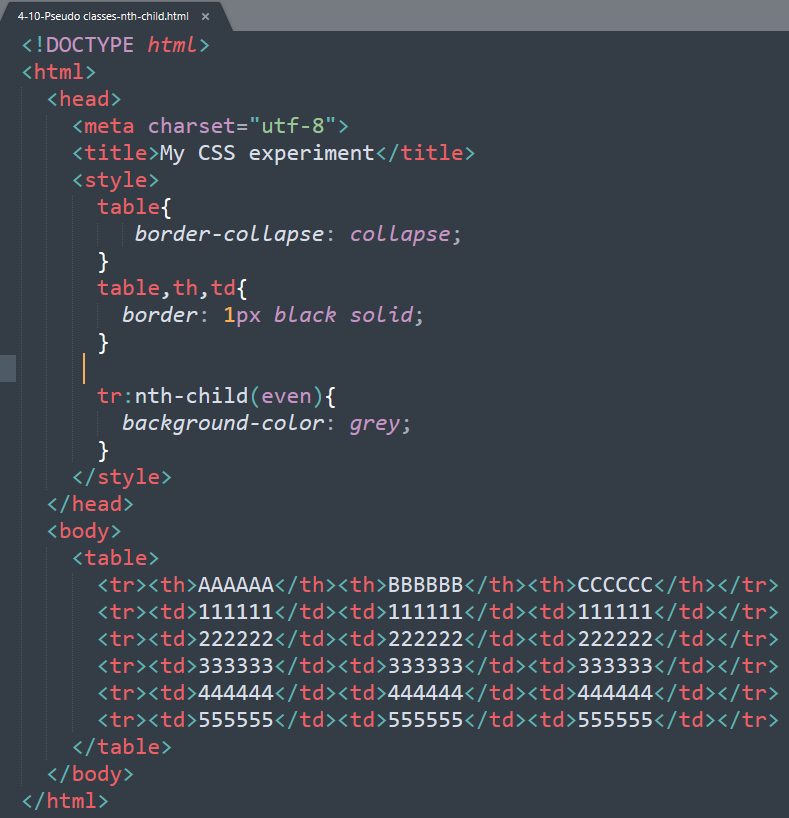 4-10-Pseudo classes-nth-child.html ×
<!DOCTYPE html>
<html>
  <head>
    <meta charset="utf-8">
    <title>My CSS experiment</title>
    <style>
      table{
         border-collapse: collapse;
      }
      table,th,td{
        border: 1px black solid;
      }
      tr:nth-child(even){
        background-color: grey;
      }
    </style>
  </head>
  <body>
    <table>
      <tr><th>AAAAAA</th><th>BBBBBB</th><th>CCCCCC</th></tr>
      <tr><td>111111</td><td>111111</td><td>111111</td></tr>
      <tr><td>222222</td><td>222222</td><td>222222</td></tr>
      <tr><td>333333</td><td>333333</td><td>333333</td></tr>
      <tr><td>444444</td><td>444444</td><td>444444</td></tr>
      <tr><td>555555</td><td>555555</td><td>555555</td></tr>
    </table>
  </body>
</html>